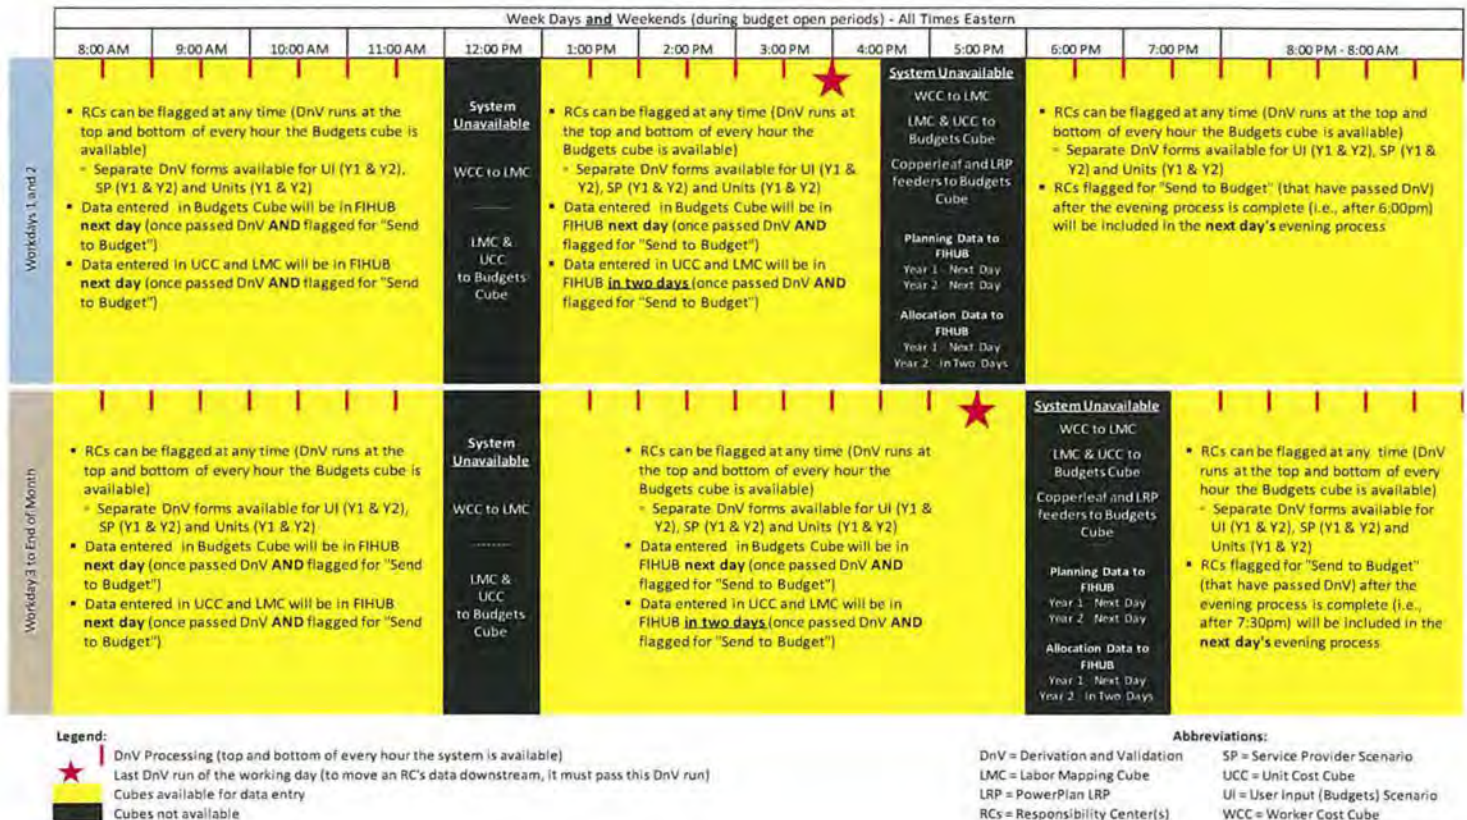 Week Days and Weekends (during budget open periods) - All Times Eastern
8:00 AM 9:00 AM 10:00 AM 11:00 AM 12:00 PM 1:00 PM 2:00 PM 3:00 PM 4:00 PM 5:00 PM 6:00 PM 7:00 PM 8:00 PM - 8:00 AM
Workdays 1 and 2
▪ RCs can be flagged at any time (DnV runs at the
top and bottom of every hour the Budgets cube is
available)
- Separate DnV forms available for UI (Y1 & Y2),
SP (Y1 & Y2) and Units (Y1 & Y2)
▪ Data entered in Budgets Cube will be in FIHUB
next day (once passed DnV AND flagged for "Send
to Budget")
▪ Data entered in UCC and LMC will be in FIHUB
next day (once passed DnV AND flagged for "Send
to Budget")
System
Unavailable
WCC to LMC
--------
LMC &
UCC
to Budgets
Cube
▪ RCs can be flagged at any time (DnV runs at
the top and bottom of every hour the
Budgets cube is available)
- Separate DnV forms available for UI (Y1 &
Y2), SP (Y1 & Y2) and Units (Y1 & Y2)
▪ Data entered in Budgets Cube will be in
FIHUB next day (once passed DnV AND
flagged for "Send to Budget")
▪ Data entered in UCC and LMC will be in
FIHUB in two days (once passed DnV AND
flagged for "Send to Budget")
System Unavailable
WCC to LMC
LMC & UCC to
Budgets Cube
Copperleaf and LRP
feeders to Budgets
Cube
Planning Data to
FIHUB
Year 1 Next Day
Year 2 Next Day
Allocation Data to
FIHUB
Year 1 Next Day
Year 2 In Two Days
▪ RCs can be flagged at any time (DnV runs at the top and
bottom of every hour the Budgets cube is available)
- Separate DnV forms available for UI (Y1 & Y2), SP (Y1 &
Y2) and Units (Y1 & Y2)
▪ RCs flagged for "Send to Budget" (that have passed DnV)
after the evening process is complete (i.e., after 6:00pm)
will be included in the next day's evening process
Workday 3 to End of Month
▪ RCs can be flagged at any time (DnV runs at the
top and bottom of every hour the Budgets cube is
available)
- Separate DnV forms available for UI (Y1 & Y2),
SP (Y1 & Y2) and Units (Y1 & Y2)
▪ Data entered in Budgets Cube will be in FIHUB
next day (once passed DnV AND flagged for "Send
to Budget")
▪ Data entered in UCC and LMC will be in FIHUB
next day (once passed DnV AND flagged for "Send
to Budget")
System
Unavailable
WCC to LMC
--------
LMC &
UCC
to Budgets
Cube
▪ RCs can be flagged at any time (DnV runs at
the top and bottom of every hour the
Budgets cube is available)
- Separate DnV forms available for UI (Y1 &
Y2), SP (Y1 & Y2) and Units (Y1 & Y2)
▪ Data entered in Budgets Cube will be in
FIHUB next day (once passed DnV AND
flagged for "Send to Budget")
▪ Data entered in UCC and LMC will be in
FIHUB in two days (once passed DnV AND
flagged for "Send to Budget")
System Unavailable
WCC to LMC
LMC & UCC to
Budgets Cube
Copperleaf and LRP
feeders to Budgets
Cube
Planning Data to
FIHUB
Year 1 Next Day
Year 2 Next Day
Allocation Data to
FIHUB
Year 1 Next Day
Year 2 In Two Days
▪ RCs can be flagged at any time (DnV
runs at the top and bottom of every
hour the Budgets cube is available)
- Separate DnV forms available for
UI (Y1 & Y2), SP (Y1 & Y2) and
Units (Y1 & Y2)
▪ RCs flagged for "Send to Budget"
(that have passed DnV) after the
evening process is complete (i.e.,
after 7:30pm) will be included in the
next day's evening process
Legend:
DnV Processing (top and bottom of every hour the system is available)
Last DnV run of the working day (to move an RC's data downstream, it must pass this DnV run)
Cubes available for data entry
Cubes not available
Abbreviations:
DnV = Derivation and Validation SP = Service Provider Scenario
LMC = Labor Mapping Cube UCC = Unit Cost Cube
LRP = PowerPlan LRP UI = User Input (Budgets) Scenario
RCs = Responsibility Center(s) WCC = Worker Cost Cube